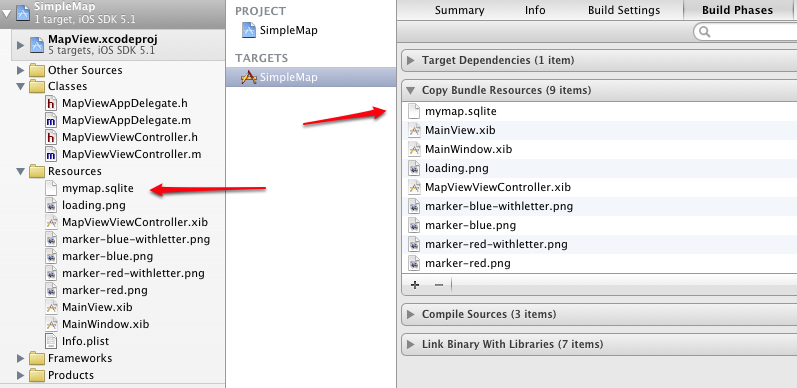 SimpleMap
1 target, iOS SDK 5.1
MapView.xcodeproj
5 targets, iOS SDK 5.1
Other Sources
Classes
h MapViewAppDelegate.h
m MapViewAppDelegate.m
h MapViewViewController.h
m MapViewViewController.m
Resources
mymap.sqlite
loading.png
MapViewViewController.xib
marker-blue-withletter.png
marker-blue.png
marker-red-withletter.png
marker-red.png
MainView.xib
MainWindow.xib
Info.plist
Frameworks
Products
PROJECT
SimpleMap
TARGETS
SimpleMap
Summary Info Build Settings Build Phases
Target Dependencies (1 item)
Copy Bundle Resources (9 items)
mymap.sqlite
MainView.xib
MainWindow.xib
loading.png
MapViewViewController.xib
marker-blue-withletter.png
marker-blue.png
marker-red-withletter.png
marker-red.png
Compile Sources (3 items)
Link Binary With Libraries (7 items)